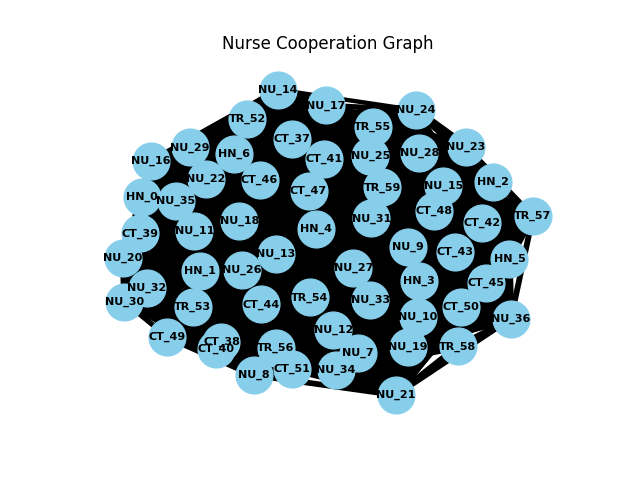 Nurse Cooperation Graph
NU_14
NU_17
NU_24
TR_52
TR_55
CT_37
NU_29
NU_23
HN_6
NU_28
NU_25
CT_41
NU_16
NU_22
CT_46
HN_2
NU_15
TR_59
CT_47
HN_0
NU_35
CT_48
TR_57
NU_31
NU_18
CT_42
HN_4
NU_11
CT_39
NU_9
CT_43
NU_13
NU_20
HN_5
NU_27
NU_26
HN_1
HN_3
CT_45
NU_32
TR_54
NU_33
NU_30
CT_44
TR_53
CT_50
NU_10
NU_36
NU_12
CT_49
CT_38
TR_58
NU_19
TR_56
CT_40
NU_7
CT_51
NU_34
NU_8
NU_21